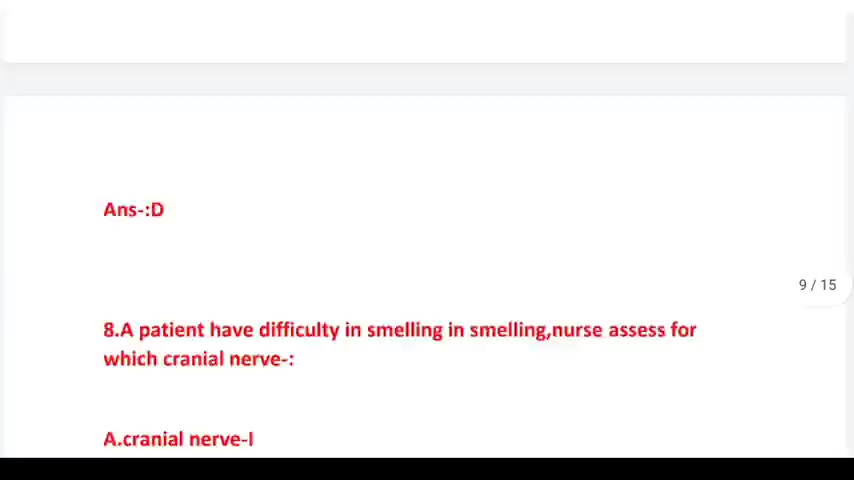 Ans-:D
9 / 15
8.A patient have difficulty in smelling in smelling,nurse assess for
which cranial nerve-:
A.cranial nerve-I